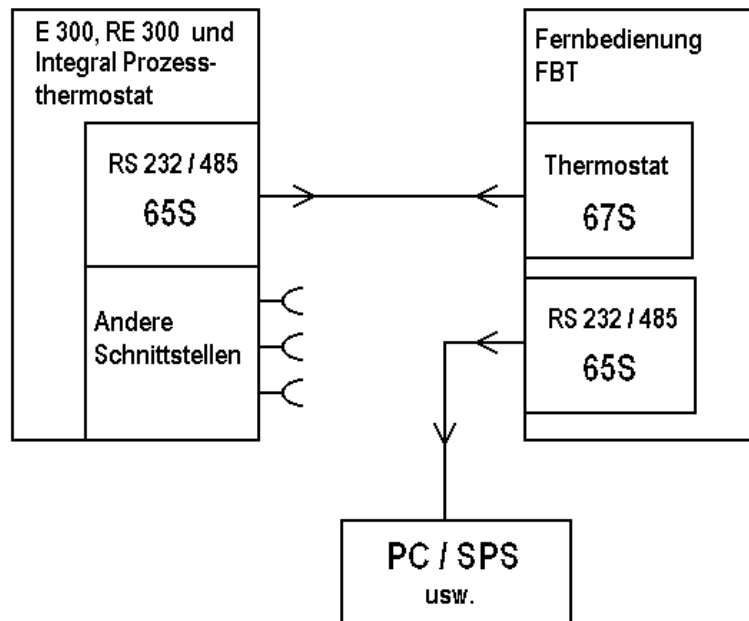 E 300, RE 300 und
Integral Prozess-
thermostat
RS 232 / 485
65S
Andere
Schnittstellen
Fernbedienung
FBT
Thermostat
67S
RS 232 / 485
65S
PC / SPS
usw.